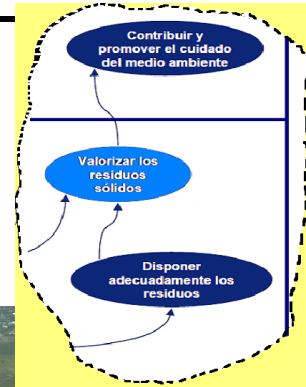 Contribuir y
promover el cuidado
del medio ambiente
Valorizar los
residuos
sólidos
Disponer
adecuadamente los
residuos